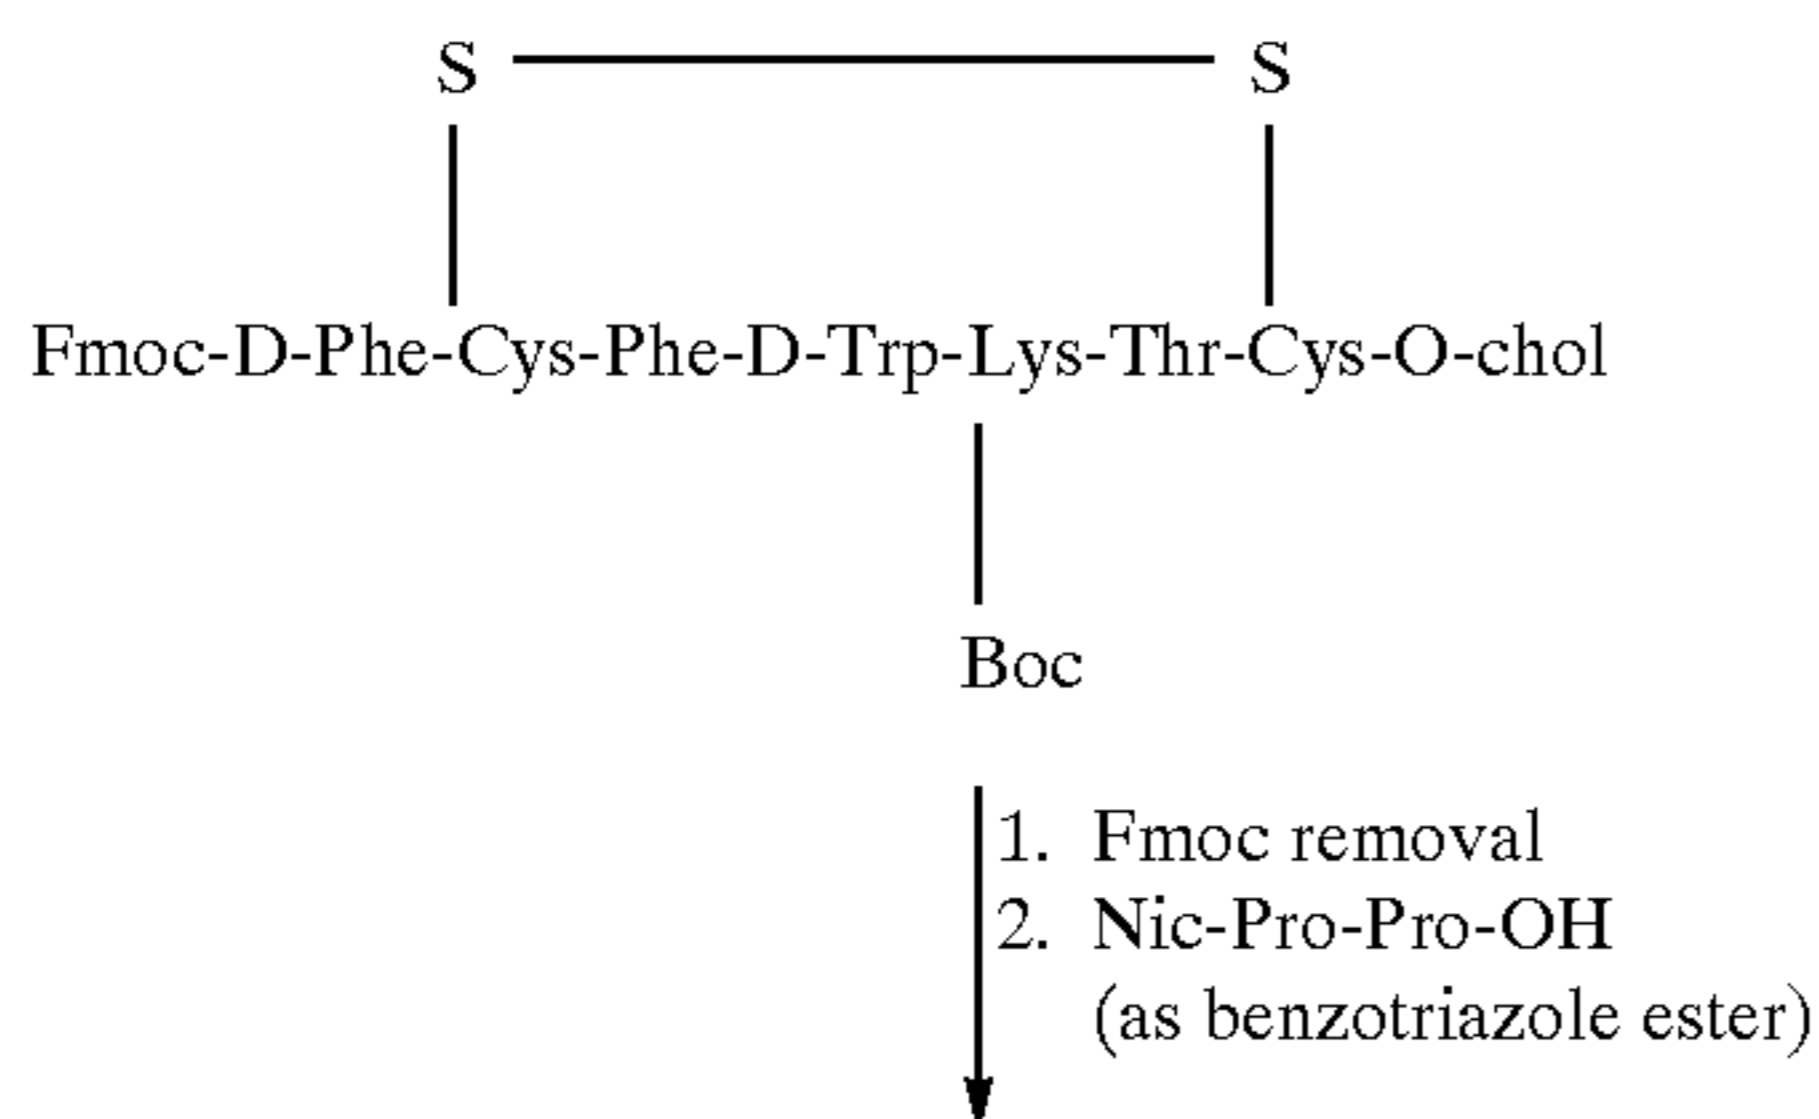 S S
Fmoc-D-Phe-Cys-Phe-D-Trp-Lys-Thr-Cys-O-chol
Boc
1. Fmoc removal
2. Nic-Pro-Pro-OH
(as benzotriazole ester)